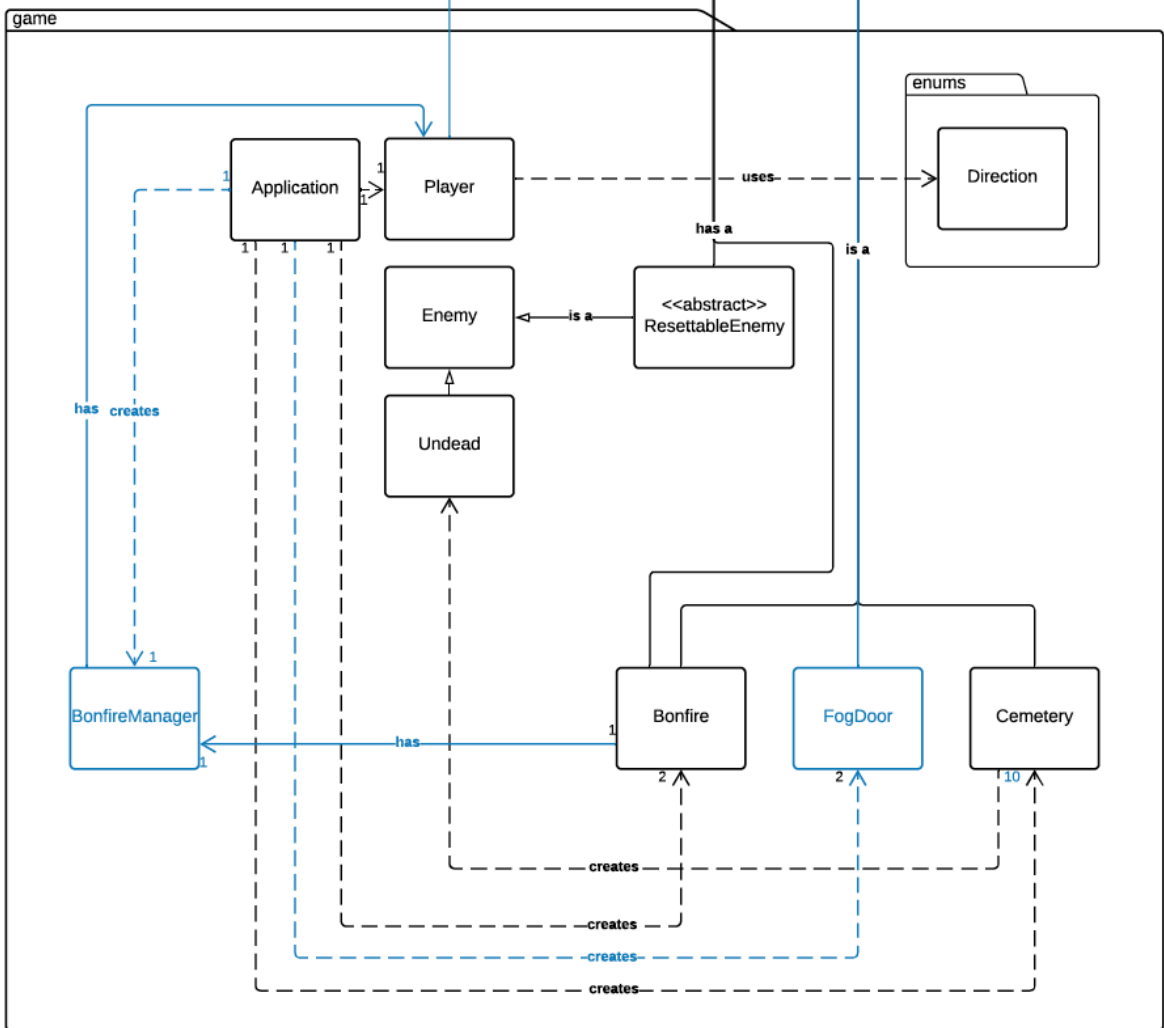 game
enums
1
Application
1
1
Player
uses
Direction
1
1
1
has a
is a
Enemy
is a
<<abstract>>
ResettableEnemy
has
creates
Undead
1
BonfireManager
1
has
1
Bonfire
FogDoor
Cemetery
2
2
10
creates
creates
creates
creates